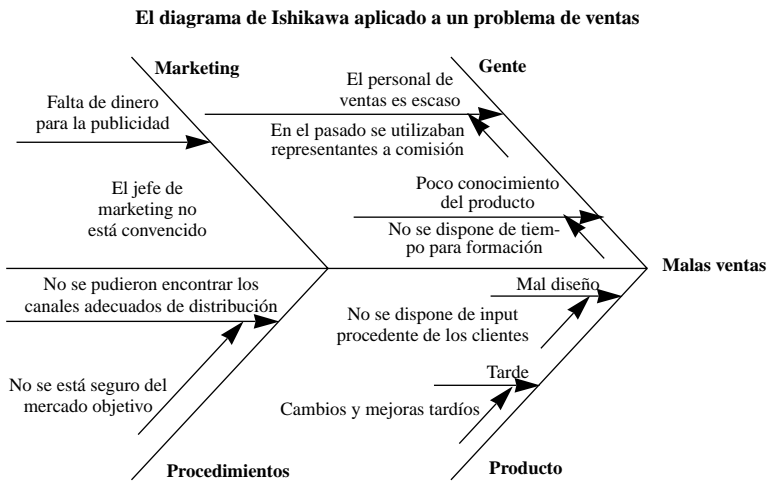 El diagrama de Ishikawa aplicado a un problema de ventas
Marketing
Gente
Falta de dinero
para la publicidad
El personal de
ventas es escaso
En el pasado se utilizaban
representantes a comisión
El jefe de
marketing no
está convencido
Poco conocimiento
del producto
No se dispone de tiem-
po para formación
Malas ventas
No se pudieron encontrar los
canales adecuados de distribución
Mal diseño
No se dispone de input
procedente de los clientes
No se está seguro del
mercado objetivo
Tarde
Cambios y mejoras tardíos
Procedimientos
Producto